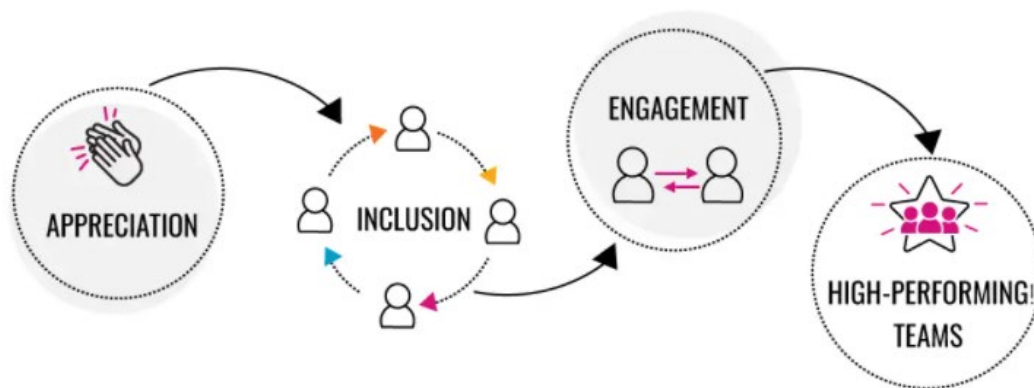 APPRECIATION
INCLUSION
ENGAGEMENT
HIGH-PERFORMING!
TEAMS